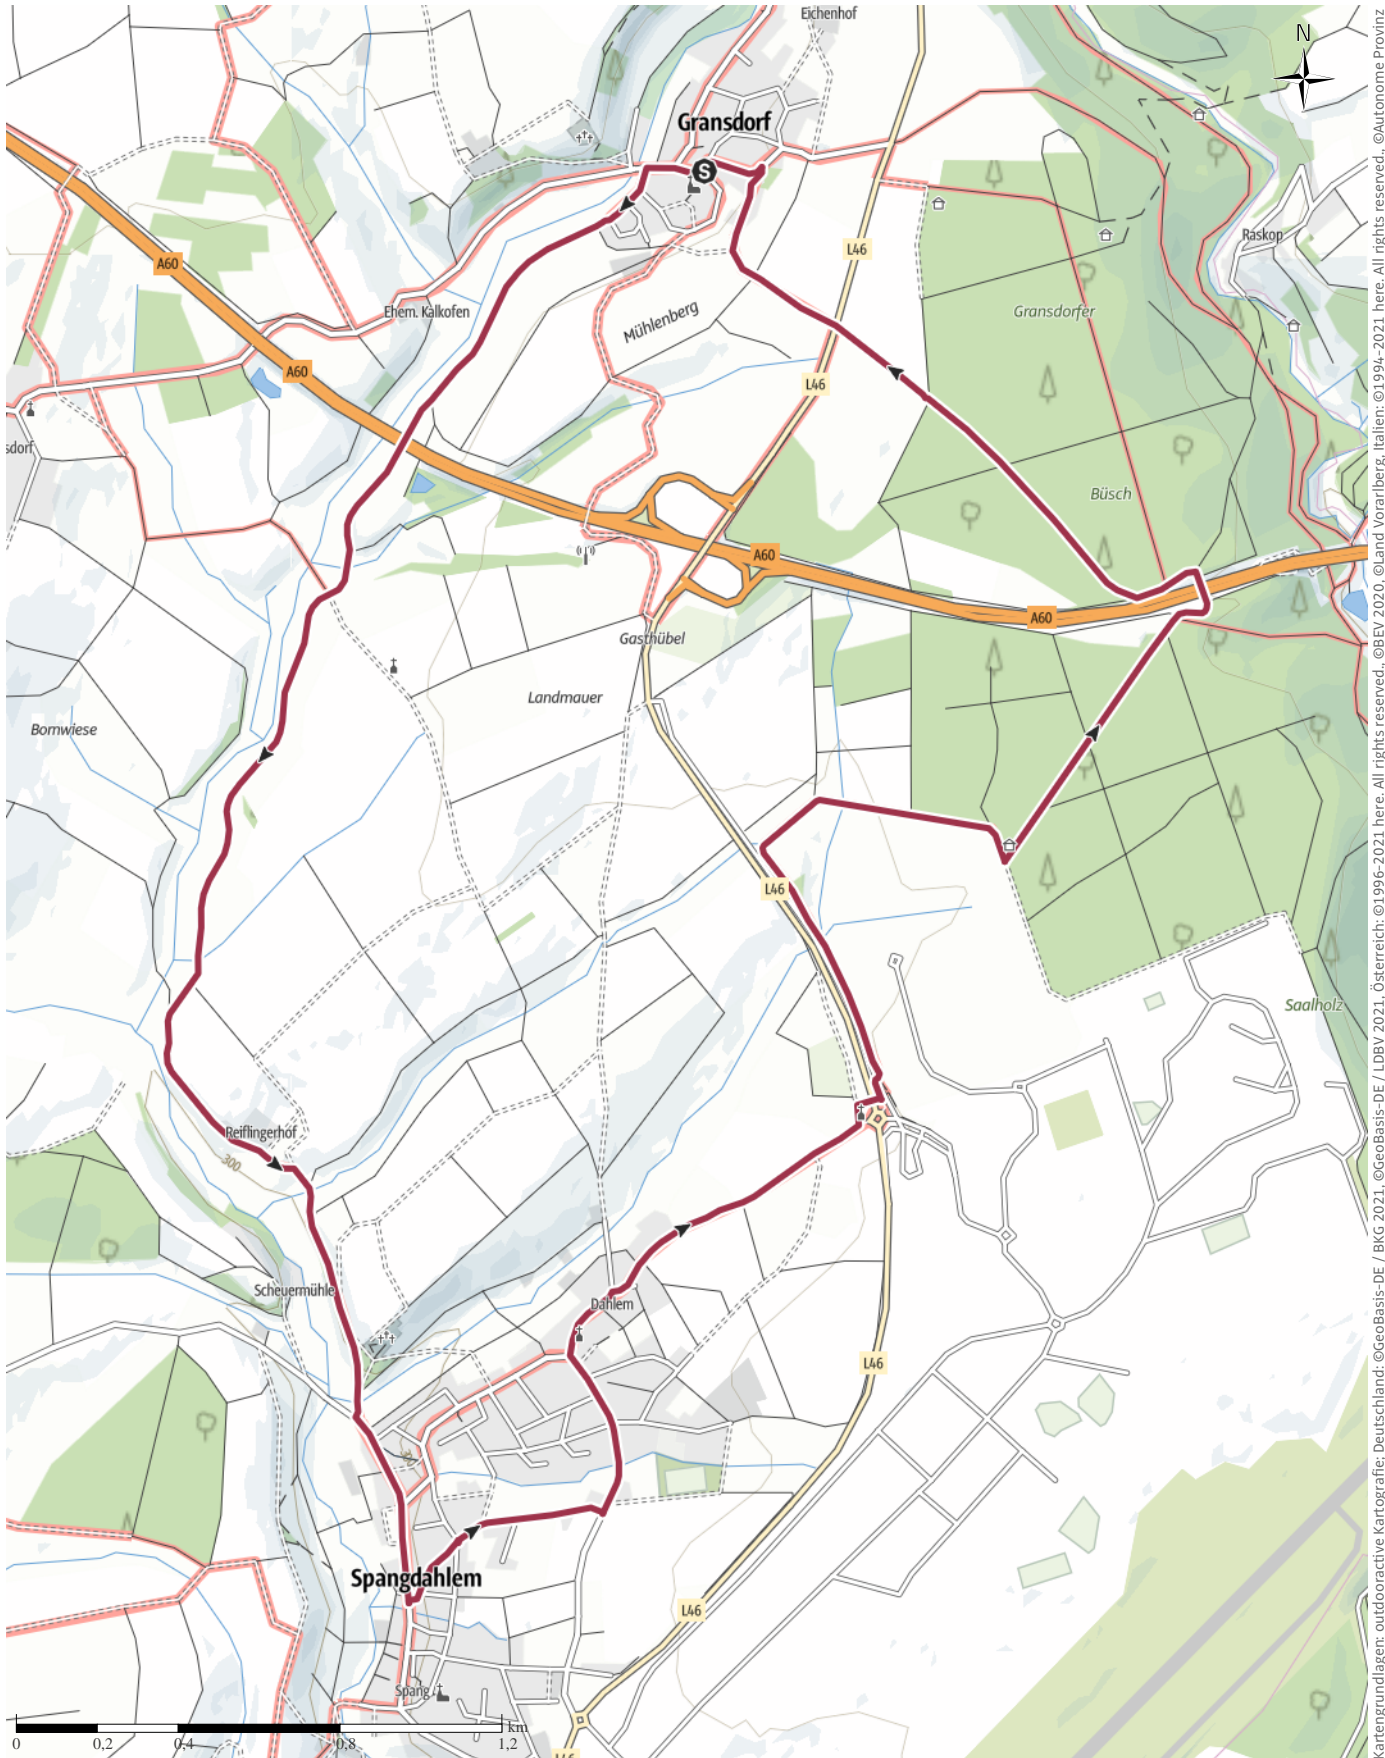 Eichenhof
N
Gransdorf
S
L46
Raskop
A60
Ehem. Kalkofen
Mühlenberg
Gransdorfer
A60
L46
sdorf
Büsch
A60
A60
Gasthübel
Landmauer
Bornwiese
L46
Saalholz
Reiflingerhof
300
Scheuermühle
Dahlem
L46
Spangdahlem
L46
Spang
km
0
0,2
0,4
0,8
1,2
L46
artengrundlagen: outdooractive Kartografie; Deutschland: ©GeoBasis-DE / BKG 2021, ©GeoBasis-DE / LDBV 2021, Österreich: ©1996-2021 here. All rights reserved., ©BEV 2020, ©Land Vorarlberg, Italien: ©1994-2021 here. All rights reserved., ©Autonome Provinz